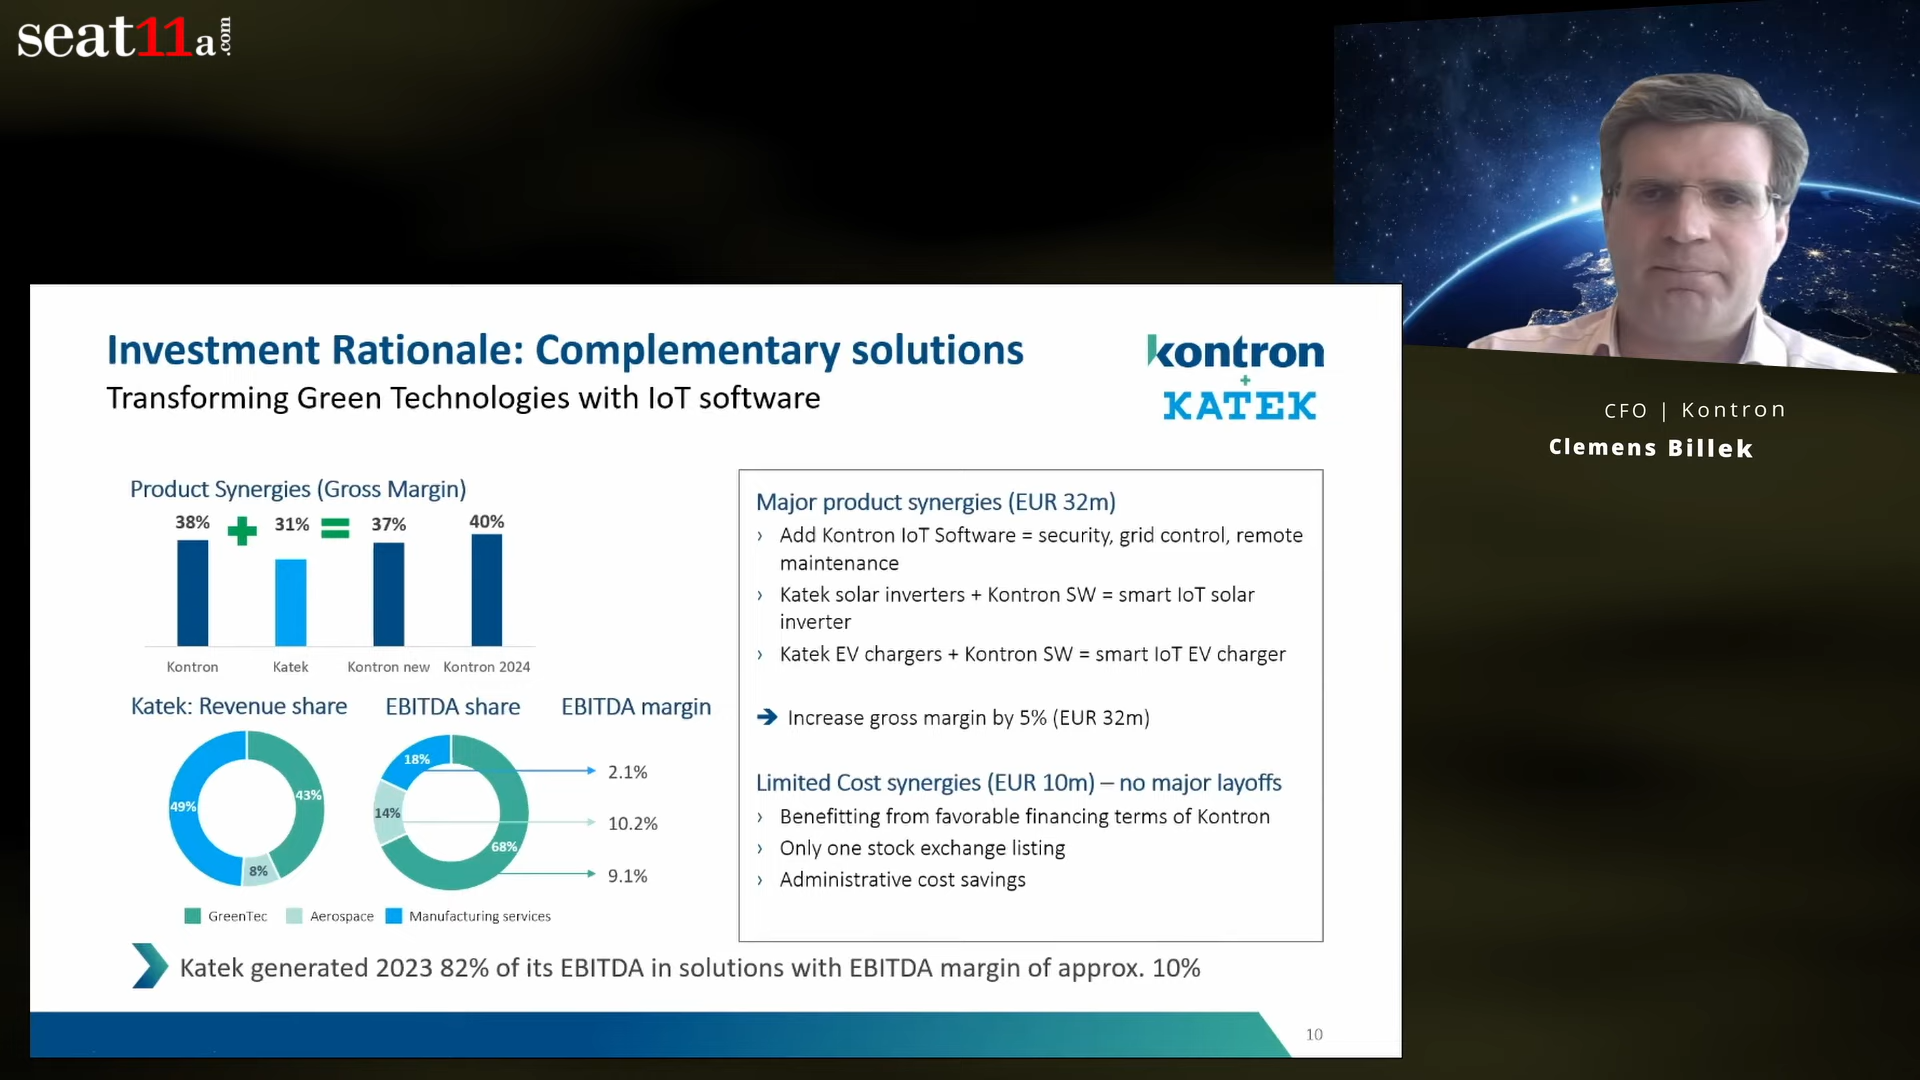 seat11a.com
CFO | Kontron
Clemens Billek
Investment Rationale: Complementary solutions
Transforming Green Technologies with IoT software
kontron
+
KATEK
Product Synergies (Gross Margin)
38% + 31% = 37% 40%
Kontron Katek Kontron new Kontron 2024
Katek: Revenue share EBITDA share EBITDA margin
49% 43% 8%
18% 14% 68%
2.1%
10.2%
9.1%
GreenTec Aerospace Manufacturing services
Major product synergies (EUR 32m)
› Add Kontron IoT Software = security, grid control, remote
maintenance
› Katek solar inverters + Kontron SW = smart IoT solar
inverter
› Katek EV chargers + Kontron SW = smart IoT EV charger
➔ Increase gross margin by 5% (EUR 32m)
Limited Cost synergies (EUR 10m) – no major layoffs
› Benefitting from favorable financing terms of Kontron
› Only one stock exchange listing
› Administrative cost savings
Katek generated 2023 82% of its EBITDA in solutions with EBITDA margin of approx. 10%
10